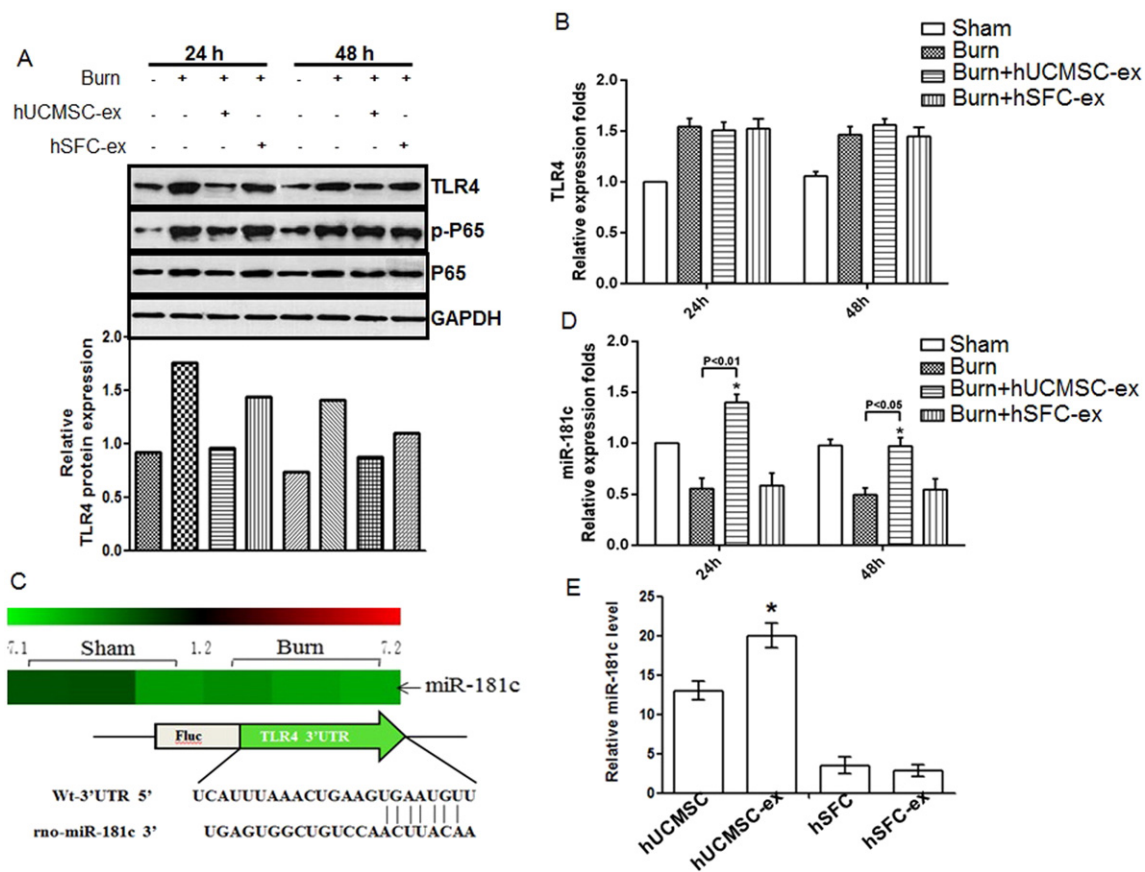 A
24 h 48 h
Burn - + + + - + + +
hUCMSC-ex - - + - - - + -
hSFC-ex - - - + - - - +
TLR4
p-P65
P65
GAPDH
Relative
TLR4 protein expression
2.0
1.5
1.0
0.5
0.0
B
Sham
Burn
Burn+hUCMSC-ex
Burn+hSFC-ex
TLR4
Relative expression folds
2.0
1.5
1.0
0.5
0.0
24h 48h
C
7.1 1.2 7.2
Sham Burn
miR-181c
Fluc TLR4 3'UTR
Wt-3'UTR 5' UCAUUUAAACUGAAGUGAAUGUU
rno-miR-181c 3' UGAGUGGCUGUCCAACUUACAA
D
Sham
Burn
Burn+hUCMSC-ex
Burn+hSFC-ex
miR-181c
Relative expression folds
2.0
1.5
1.0
0.5
0.0
P<0.01
*
P<0.05
*
24h 48h
E
Relative miR-181c level
25
20
15
10
5
0
*
hUCMSC hUCMSC-ex hSFC hSFC-ex